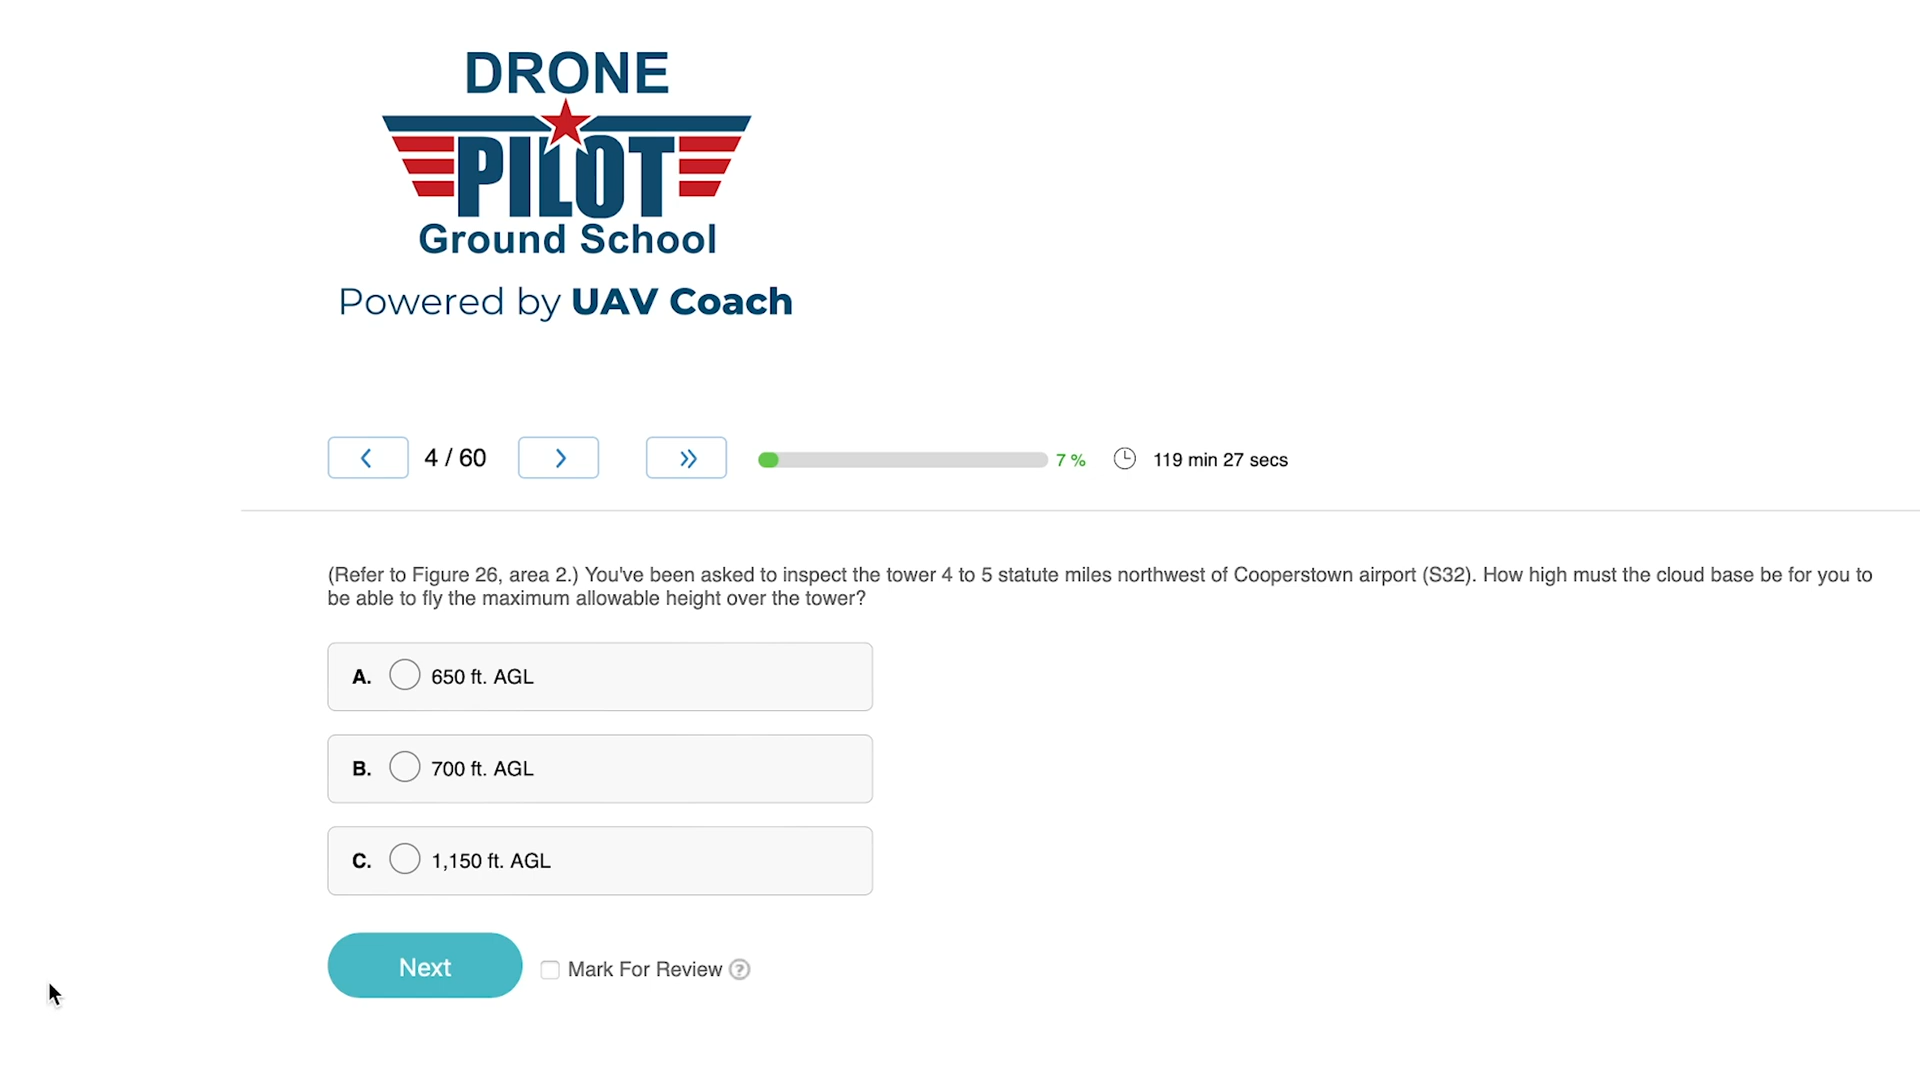 DRONE
PILOT
Ground School
Powered by UAV Coach
4 / 60
7 %
119 min 27 secs
(Refer to Figure 26, area 2.) You've been asked to inspect the tower 4 to 5 statute miles northwest of Cooperstown airport (S32). How high must the cloud base be for you to
be able to fly the maximum allowable height over the tower?
A. 650 ft. AGL
B. 700 ft. AGL
C. 1,150 ft. AGL
Next
Mark For Review ?